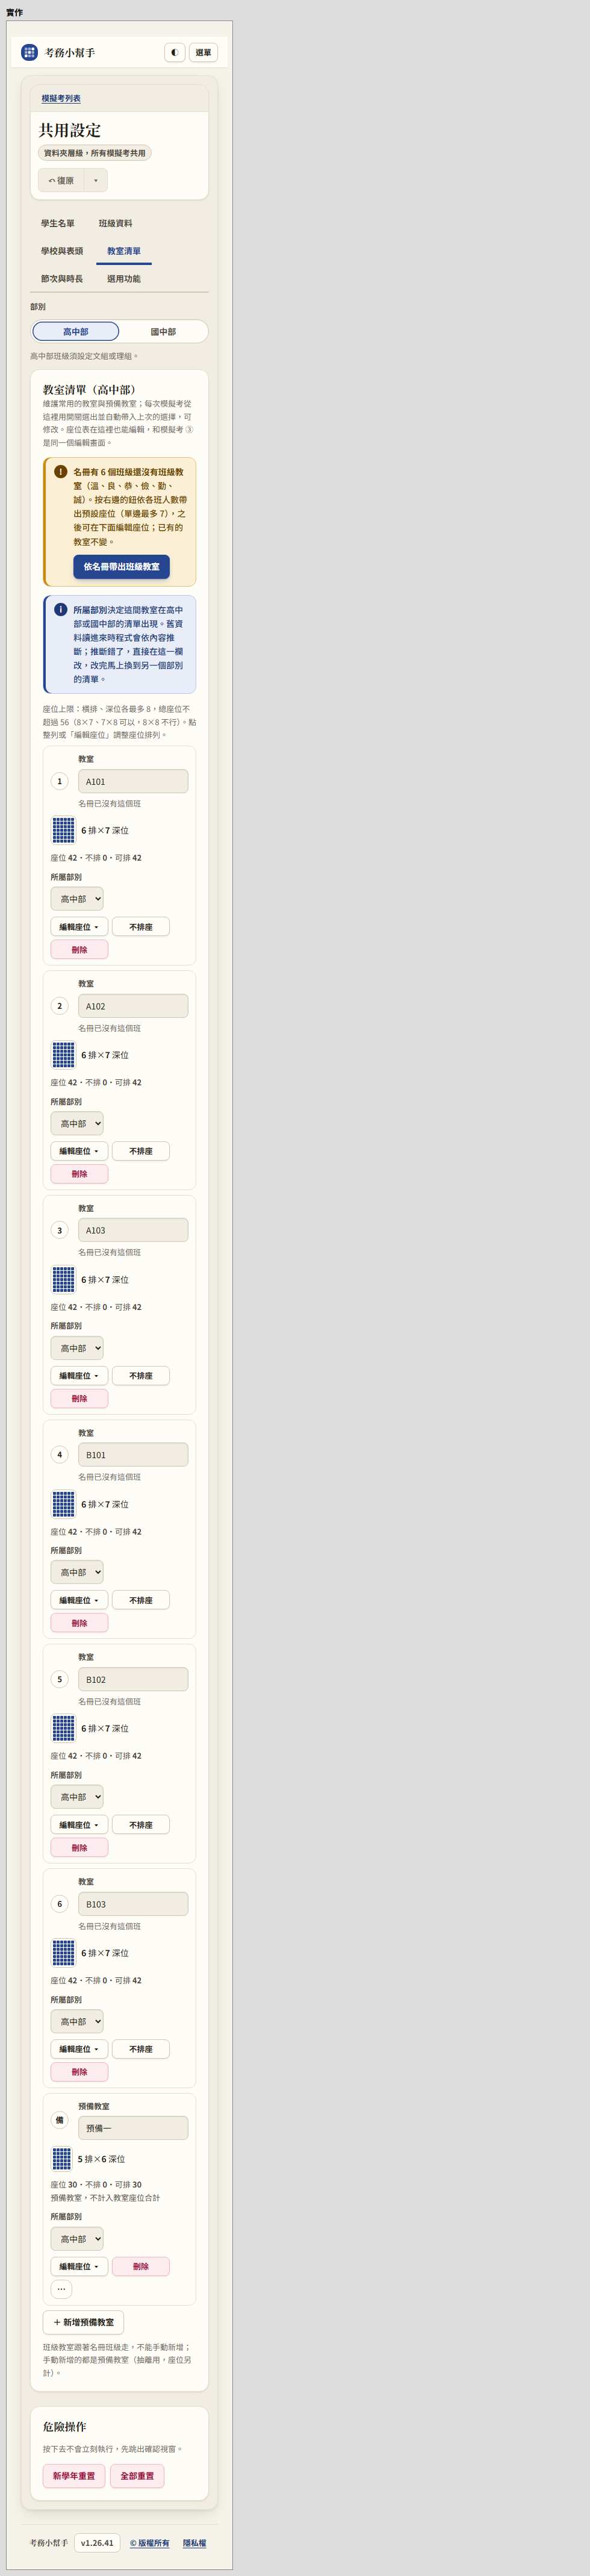 實作
考務小幫手
選單
模擬考列表
共用設定
資料夾層級，所有模擬考共用
復原
學生名單 班級資料
學校與表頭 教室清單
節次與時長 選用功能
部別
高中部 國中部
高中部班級須設定文組或理組。
教室清單（高中部）
維護常用的教室與預備教室；每次模擬考從
這裡用開關選出並自動帶入上次的選擇，可
修改。座位表在這裡也能編輯，和模擬考 ③
是同一個編輯畫面。
名冊有 6 個班級還沒有班級教
室（溫、良、恭、儉、勤、
誠）。按右邊的鈕依各班人數帶
出預設座位（單邊最多 7），之
後可在下面編輯座位；已有的
教室不變。
依名冊帶出班級教室
所屬部別決定這間教室在高中
部或國中部的清單出現。舊資
料讀進來時程式會依內容推
斷；推斷錯了，直接在這一欄
改，改完馬上換到另一個部別
的清單。
座位上限：橫排、深位各最多 8，總座位不
超過 56（8×7、7×8 可以，8×8 不行）。點
整列或「編輯座位」調整座位排列。
教室
1 A101
名冊已沒有這個班
6 排×7 深位
座位 42・不排 0・可排 42
所屬部別
高中部
編輯座位 不排座
刪除
教室
2 A102
名冊已沒有這個班
6 排×7 深位
座位 42・不排 0・可排 42
所屬部別
高中部
編輯座位 不排座
刪除
教室
3 A103
名冊已沒有這個班
6 排×7 深位
座位 42・不排 0・可排 42
所屬部別
高中部
編輯座位 不排座
刪除
教室
4 B101
名冊已沒有這個班
6 排×7 深位
座位 42・不排 0・可排 42
所屬部別
高中部
編輯座位 不排座
刪除
教室
5 B102
名冊已沒有這個班
6 排×7 深位
座位 42・不排 0・可排 42
所屬部別
高中部
編輯座位 不排座
刪除
教室
6 B103
名冊已沒有這個班
6 排×7 深位
座位 42・不排 0・可排 42
所屬部別
高中部
編輯座位 不排座
刪除
預備教室
備 預備一
5 排×6 深位
座位 30・不排 0・可排 30
預備教室，不計入教室座位合計
所屬部別
高中部
編輯座位 刪除
…
＋ 新增預備教室
班級教室跟著名冊班級走，不能手動新增；
手動新增的都是預備教室（抽離用，座位另
計）。
危險操作
按下去不會立刻執行，先跳出確認視窗。
新學年重置 全部重置
考務小幫手 v1.26.41 © 版權所有 隱私權